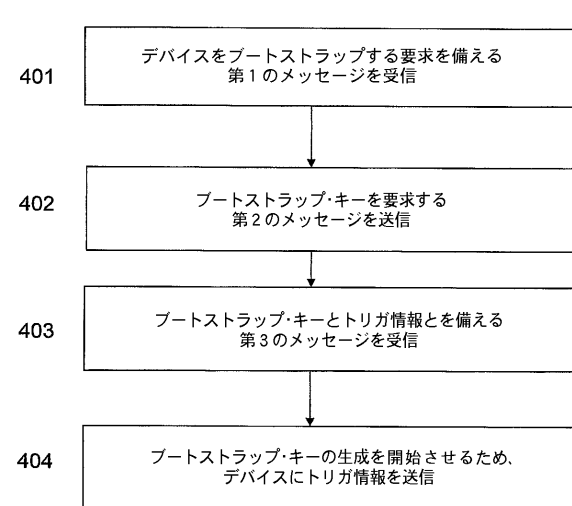 401
デバイスをブートストラップする要求を備える
第1のメッセージを受信
402
ブートストラップ・キーを要求する
第2のメッセージを送信
403
ブートストラップ・キーとトリガ情報とを備える
第3のメッセージを受信
404
ブートストラップ・キーの生成を開始させるため、
デバイスにトリガ情報を送信